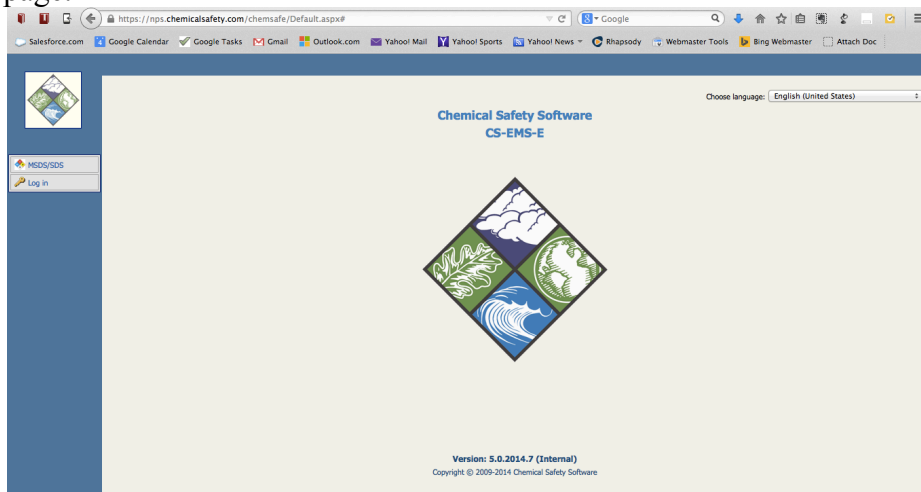 page.
https://nps.chemicalsafety.com/chemsafe/Default.aspx#
Google
Salesforce.com Google Calendar Google Tasks Gmail Outlook.com Yahoo! Mail Yahoo! Sports Yahoo! News Rhapsody Webmaster Tools Bing Webmaster Attach Doc
Choose language: English (United States)
Chemical Safety Software
CS-EMS-E
MSDS/SDS
Log in
Version: 5.0.2014.7 (Internal)
Copyright © 2009-2014 Chemical Safety Software